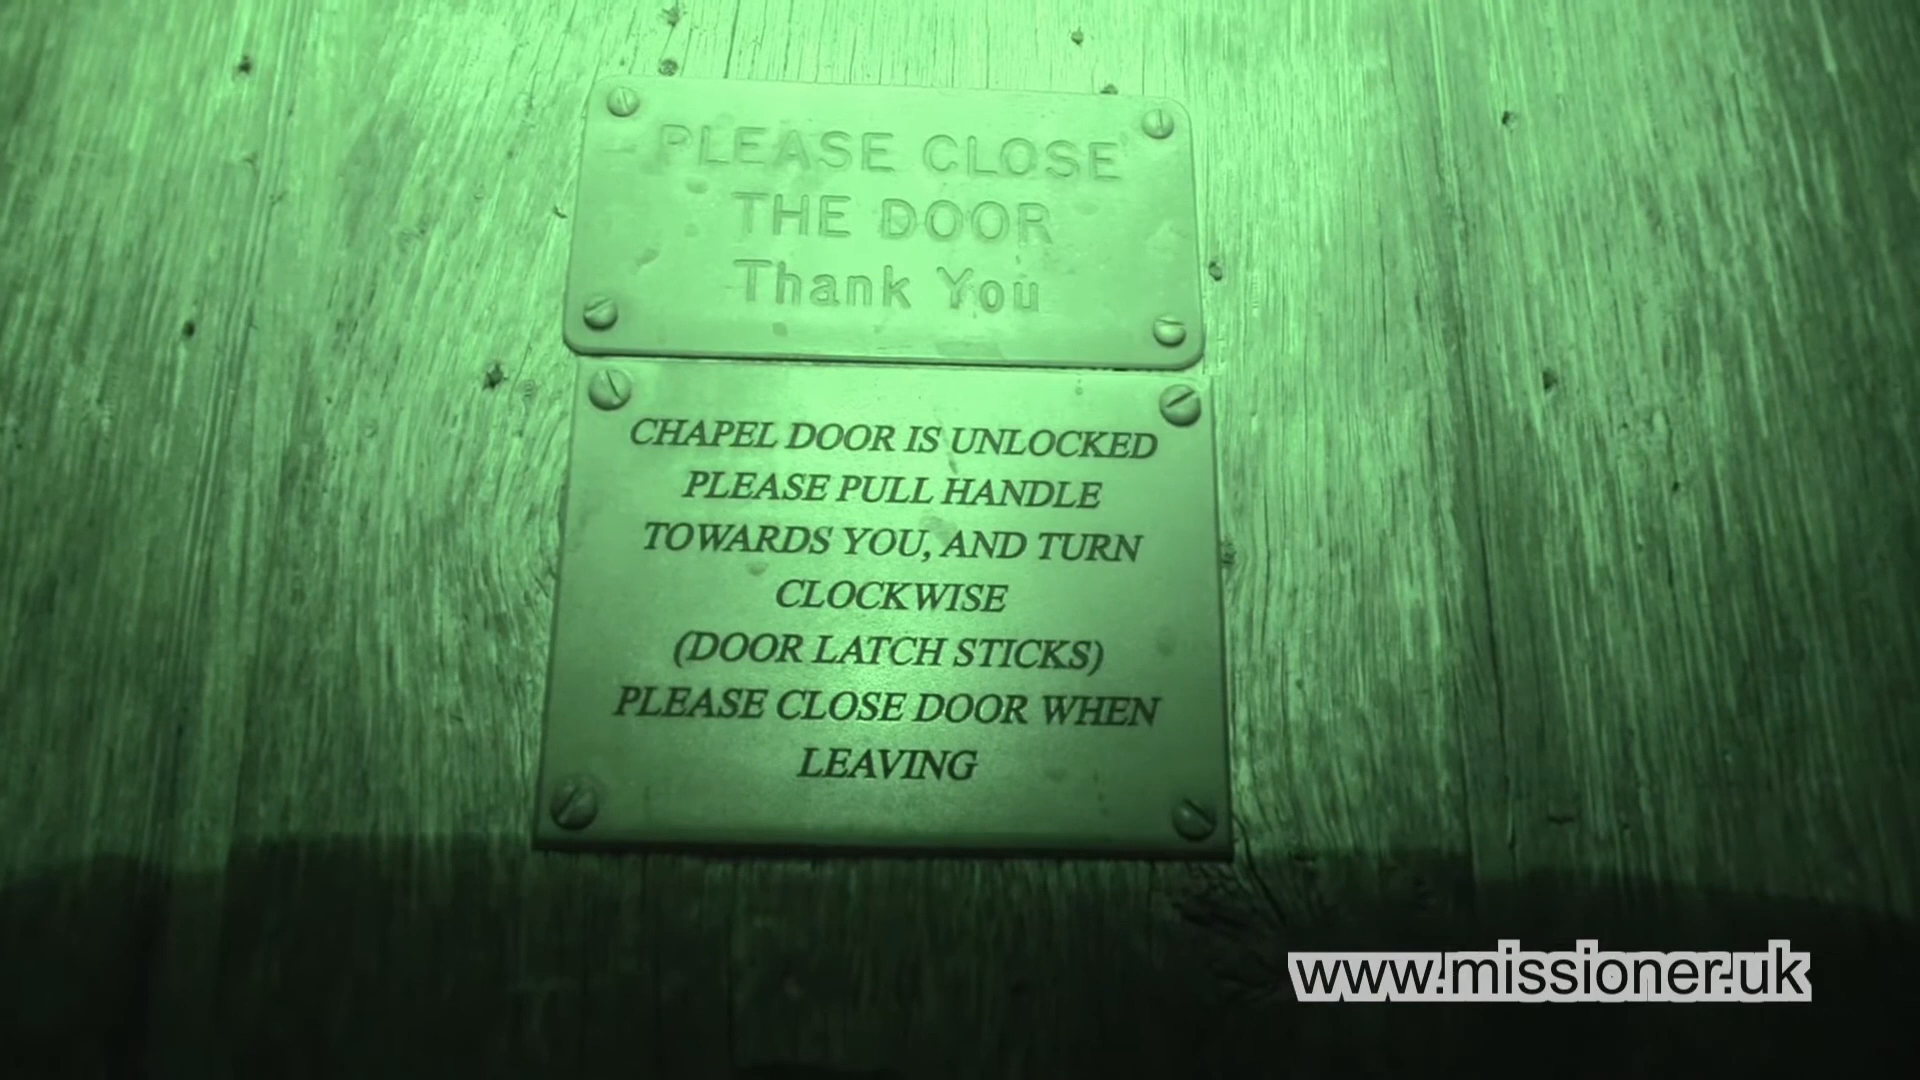 PLEASE CLOSE
THE DOOR
Thank You
CHAPEL DOOR IS UNLOCKED
PLEASE PULL HANDLE
TOWARDS YOU, AND TURN
CLOCKWISE
(DOOR LATCH STICKS)
PLEASE CLOSE DOOR WHEN
LEAVING
www.missioner.uk